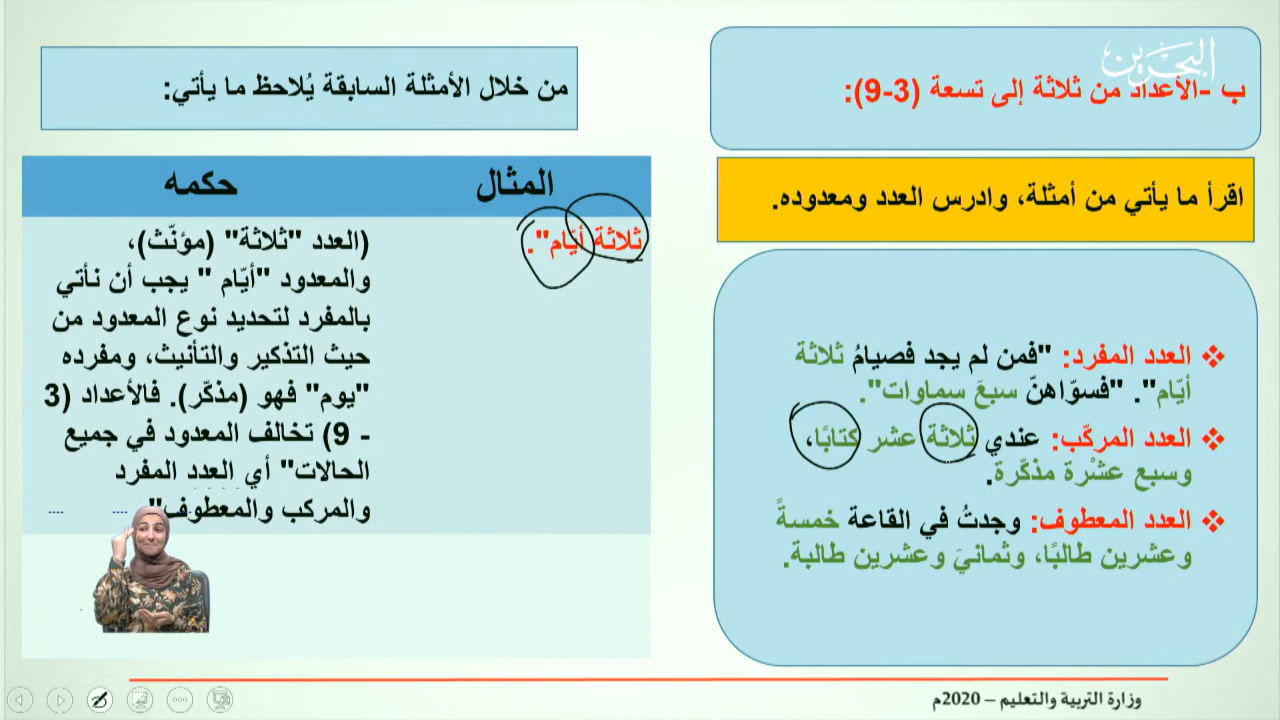 البحرين
ب -الأعداد من ثلاثة إلى تسعة (3-9):
اقرأ ما يأتي من أمثلة، وادرس العدد ومعدوده.
❖ العدد المفرد: "فمن لم يجد فصيامُ ثلاثة
أيّام". "فسوّاهنّ سبعَ سماوات".
❖ العدد المركّب: عندي ثلاثة عشر كتابًا،
وسبع عشْرة مذكّرة.
❖ العدد المعطوف: وجدتُ في القاعة خمسةً
وعشرين طالبًا، وثمانيَ وعشرين طالبة.
من خلال الأمثلة السابقة يُلاحظ ما يأتي:
المثال
حكمه
ثلاثة أيّام".
(العدد "ثلاثة" (مؤنّث)،
والمعدود "أيّام " يجب أن نأتي
بالمفرد لتحديد نوع المعدود من
حيث التذكير والتأنيث، ومفرده
"يوم" فهو (مذكّر). فالأعداد (3
- 9) تخالف المعدود في جميع
الحالات" أي العدد المفرد
والمركب والمعطوف"
وزارة التربية والتعليم – 2020م